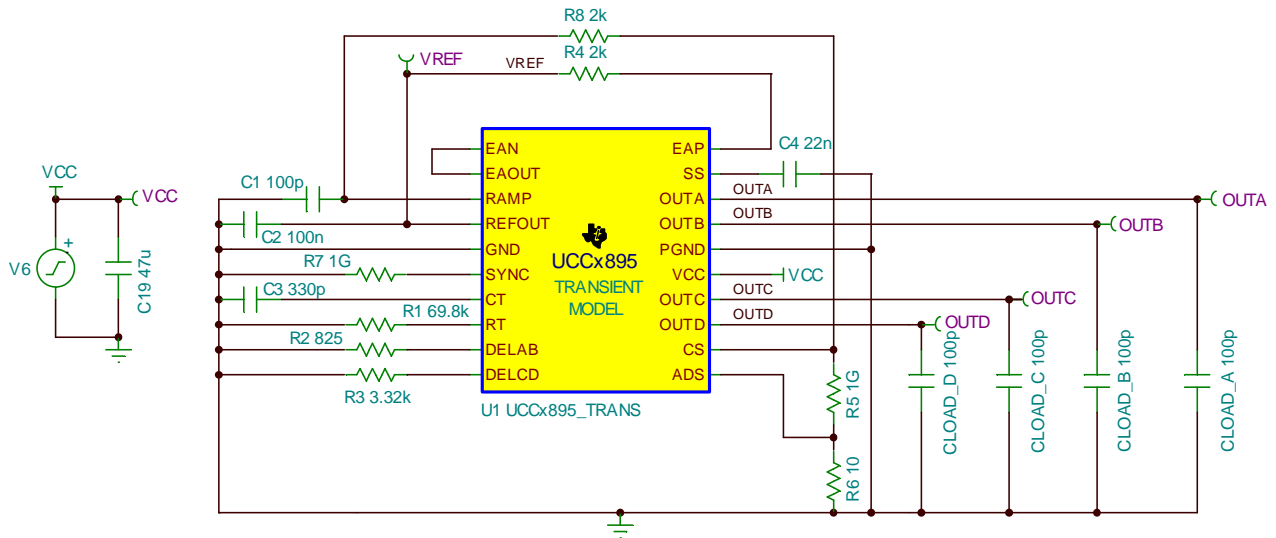 R8 2k
VREF
VREF
R4 2k
VCC
VCC
V6
+
C19 47u
C1 100p
C2 100n
R7 1G
C3 330p
R1 69.8k
R2 825
R3 3.32k
EAN
EAOUT
RAMP
REFOUT
GND
SYNC
CT
RT
DELAB
DELCD
UCCx895
TRANSIENT
MODEL
EAP
SS
OUTA
OUTB
PGND
VCC
OUTC
OUTD
CS
ADS
U1 UCCx895_TRANS
C4 22n
OUTA
OUTB
VCC
OUTC
OUTD
OUTA
OUTB
OUTC
OUTD
R5 1G
R6 10
CLOAD_D 100p
CLOAD_C 100p
CLOAD_B 100p
CLOAD_A 100p